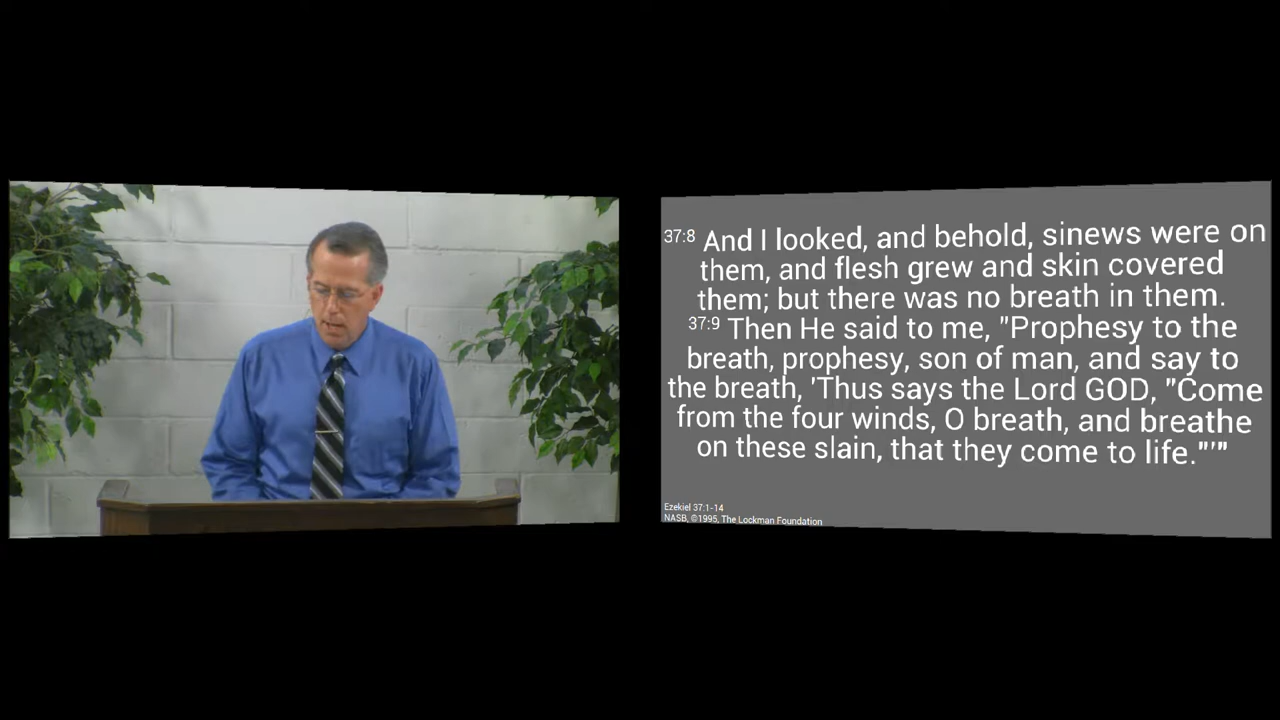 37:8 And I looked, and behold, sinews were on
them, and flesh grew and skin covered
them; but there was no breath in them.
37:9 Then He said to me, "Prophesy to the
breath, prophesy, son of man, and say to
the breath, 'Thus says the Lord GOD, "Come
from the four winds, O breath, and breathe
on these slain, that they come to life."'"
Ezekiel 37:1-14
NASB, ©1995, The Lockman Foundation